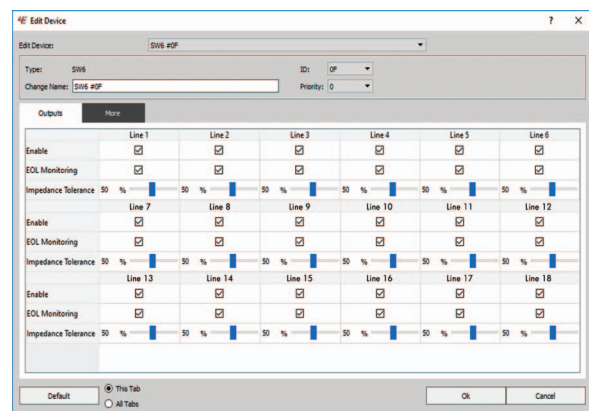 Edit Device
?
X
Edit Device: SW6 #0F
Type: SW6 ID: 0F
Change Name: SW6 #0F Priority: 0
Outputs More
Line 1 Line 2 Line 3 Line 4 Line 5 Line 6
Enable
EOL Monitoring
Impedance Tolerance 50 % 50 % 50 % 50 % 50 % 50 %
Line 7 Line 8 Line 9 Line 10 Line 11 Line 12
Enable
EOL Monitoring
Impedance Tolerance 50 % 50 % 50 % 50 % 50 % 50 %
Line 13 Line 14 Line 15 Line 16 Line 17 Line 18
Enable
EOL Monitoring
Impedance Tolerance 50 % 50 % 50 % 50 % 50 % 50 %
Default This Tab Ok Cancel
All Tabs